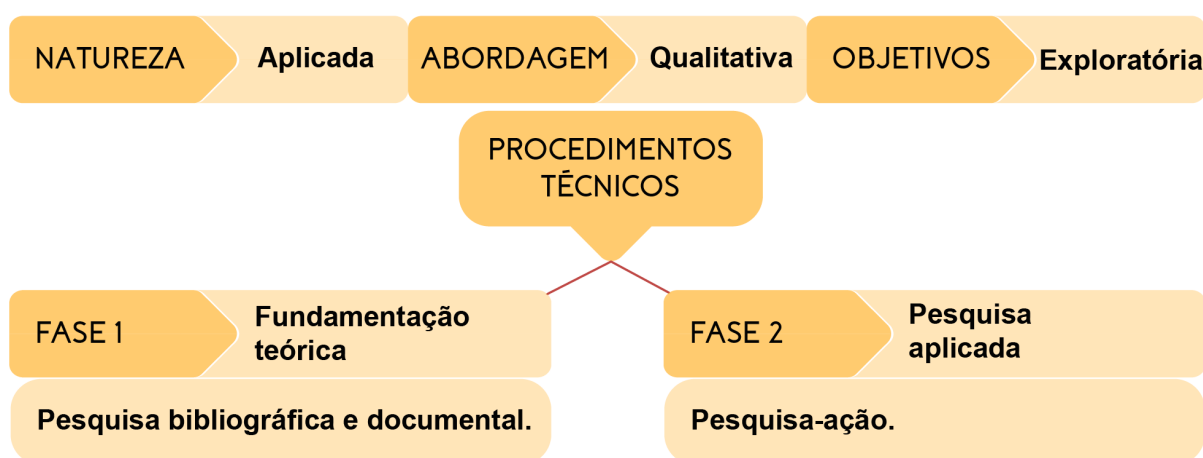 NATUREZA Aplicada ABORDAGEM Qualitativa OBJETIVOS Exploratória
PROCEDIMENTOS
TÉCNICOS
FASE 1
Fundamentação
teórica
Pesquisa bibliográfica e documental.
FASE 2
Pesquisa
aplicada
Pesquisa-ação.